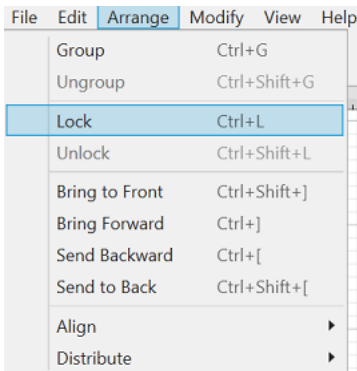 File Edit Arrange Modify View Help
Group Ctrl+G
Ungroup Ctrl+Shift+G
Lock Ctrl+L
Unlock Ctrl+Shift+L
Bring to Front Ctrl+Shift+]
Bring Forward Ctrl+]
Send Backward Ctrl+[
Send to Back Ctrl+Shift+[
Align
Distribute